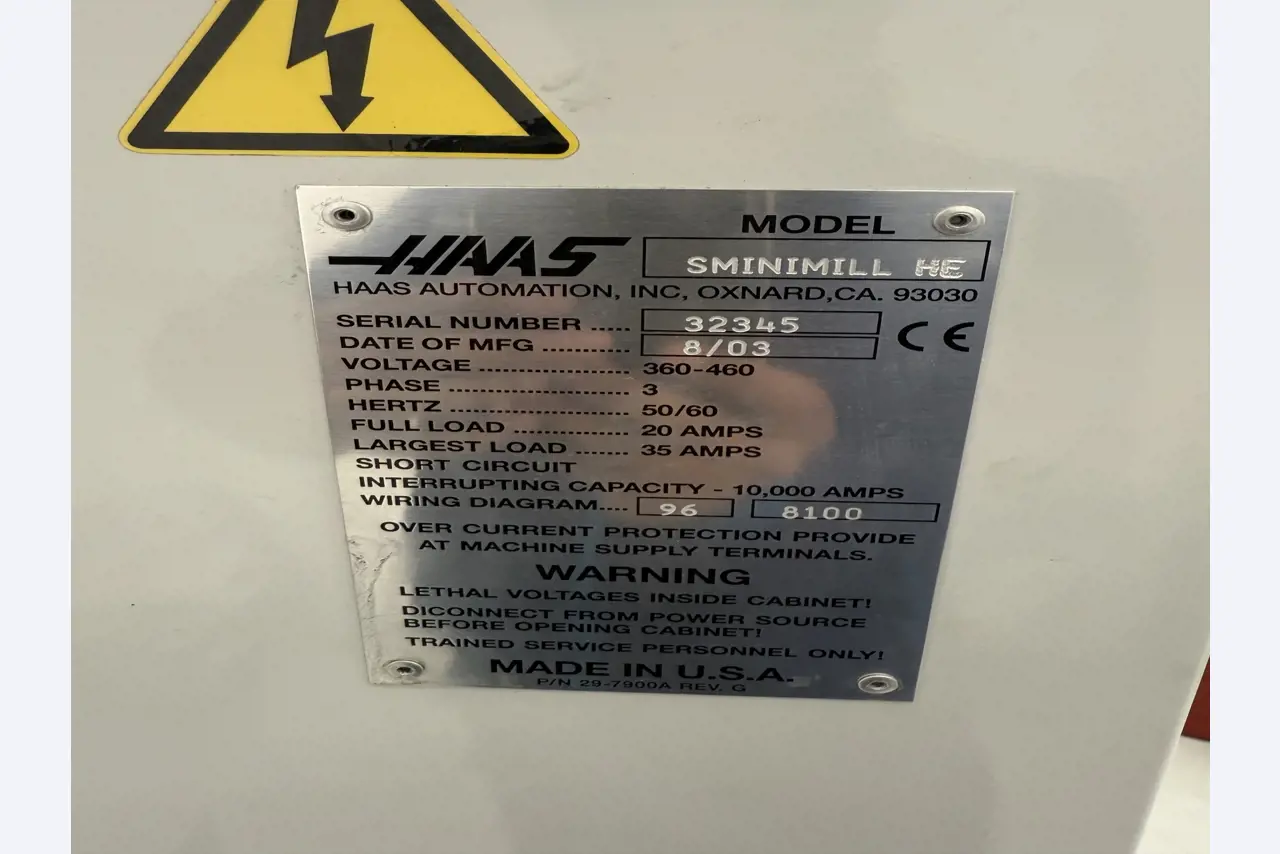 MODEL
HAAS SMINIMILL HE
HAAS AUTOMATION, INC, OXNARD,CA. 93030
SERIAL NUMBER ..... 32345 CE
DATE OF MFG .......... 8/03
VOLTAGE .................. 360-460
PHASE ..................... 3
HERTZ ..................... 50/60
FULL LOAD .............. 20 AMPS
LARGEST LOAD ....... 35 AMPS
SHORT CIRCUIT
INTERRUPTING CAPACITY - 10,000 AMPS
WIRING DIAGRAM.... 96 8100
OVER CURRENT PROTECTION PROVIDE
AT MACHINE SUPPLY TERMINALS.
WARNING
LETHAL VOLTAGES INSIDE CABINET!
DICONNECT FROM POWER SOURCE
BEFORE OPENING CABINET!
TRAINED SERVICE PERSONNEL ONLY!
MADE IN U.S.A.
P/N 29-7900A REV. G